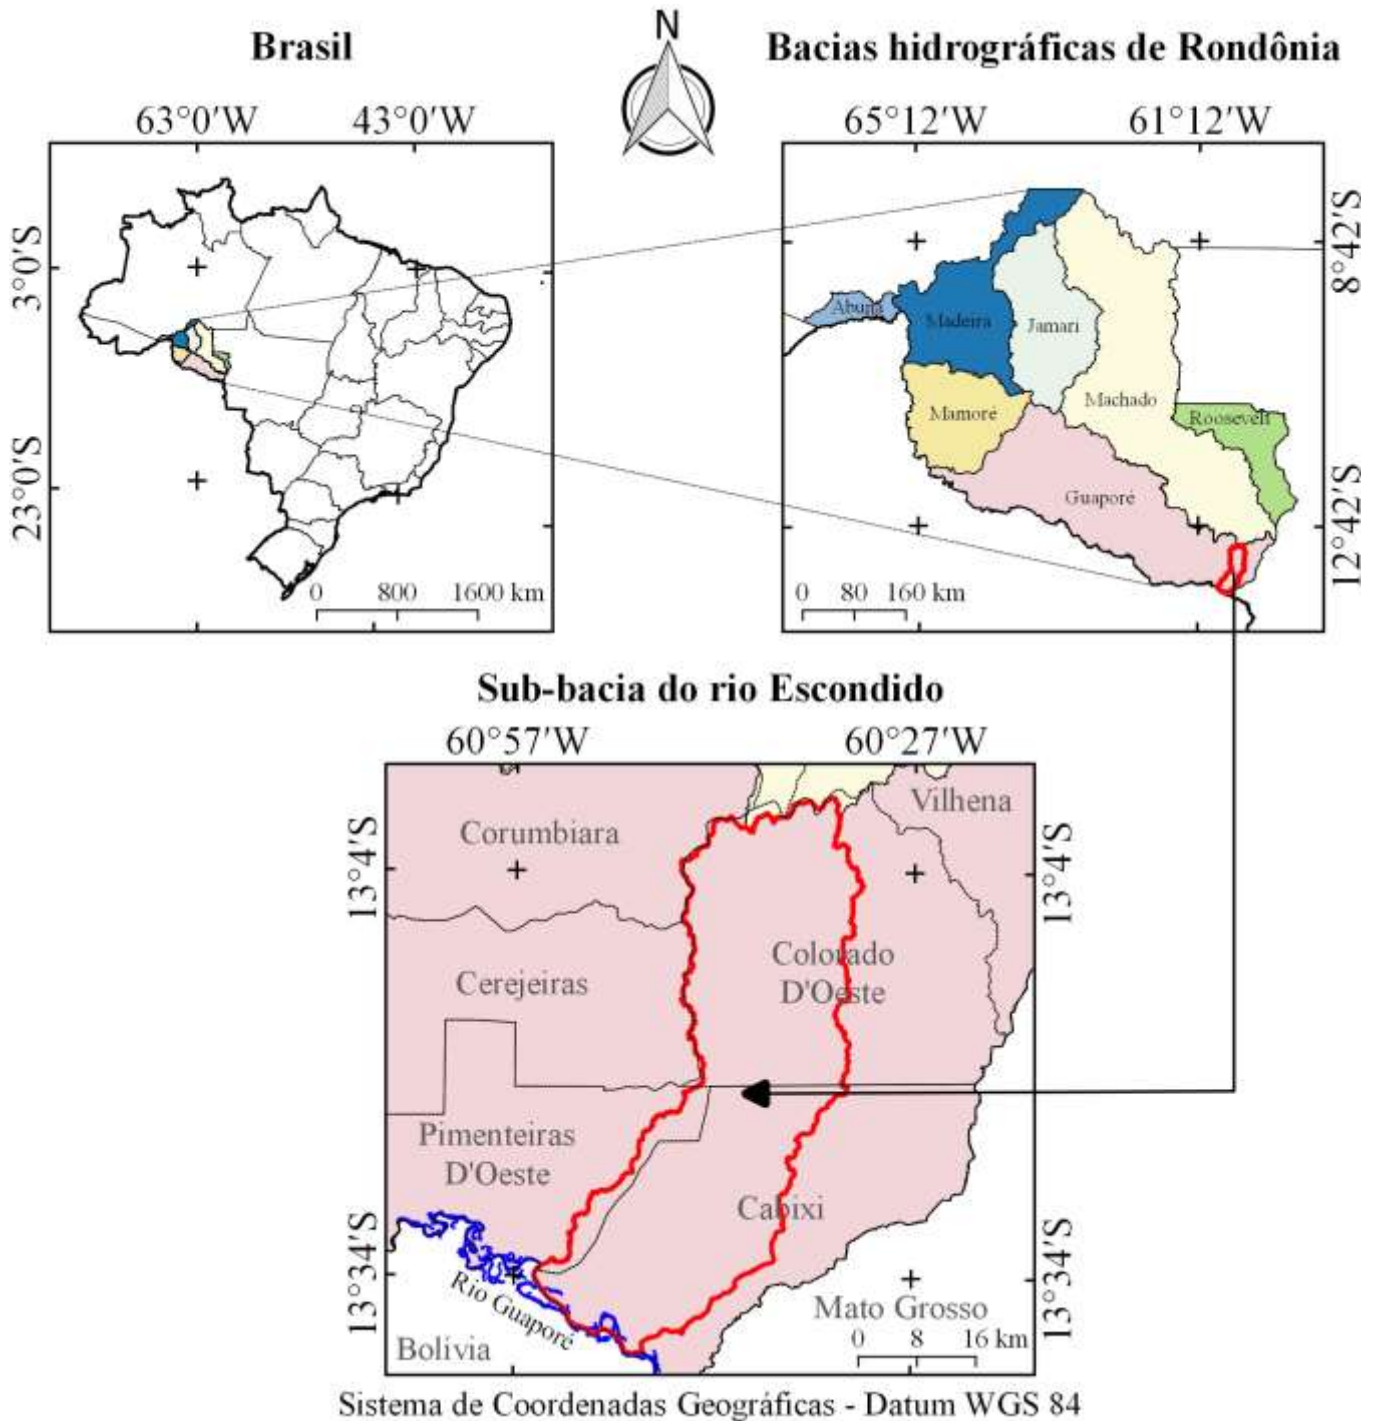 Brasil
N
Bacias hidrográficas de Rondônia
63°0'W 43°0'W
65°12'W 61°12'W
3°0'S
23°0'S
8°42'S
12°42'S
Abunã
Madeira
Jamari
Machado
Roosevelt
Mamoré
Guaporé
0 800 1600 km
0 80 160 km
Sub-bacia do rio Escondido
60°57'W 60°27'W
13°4'S
13°4'S
Vilhena
Corumbiara
Colorado
D'Oeste
Cerejeiras
Pimenteiras
D'Oeste
Cabixi
13°34'S
13°34'S
Rio Guaporé
Mato Grosso
Bolívia
0 8 16 km
Sistema de Coordenadas Geográficas - Datum WGS 84